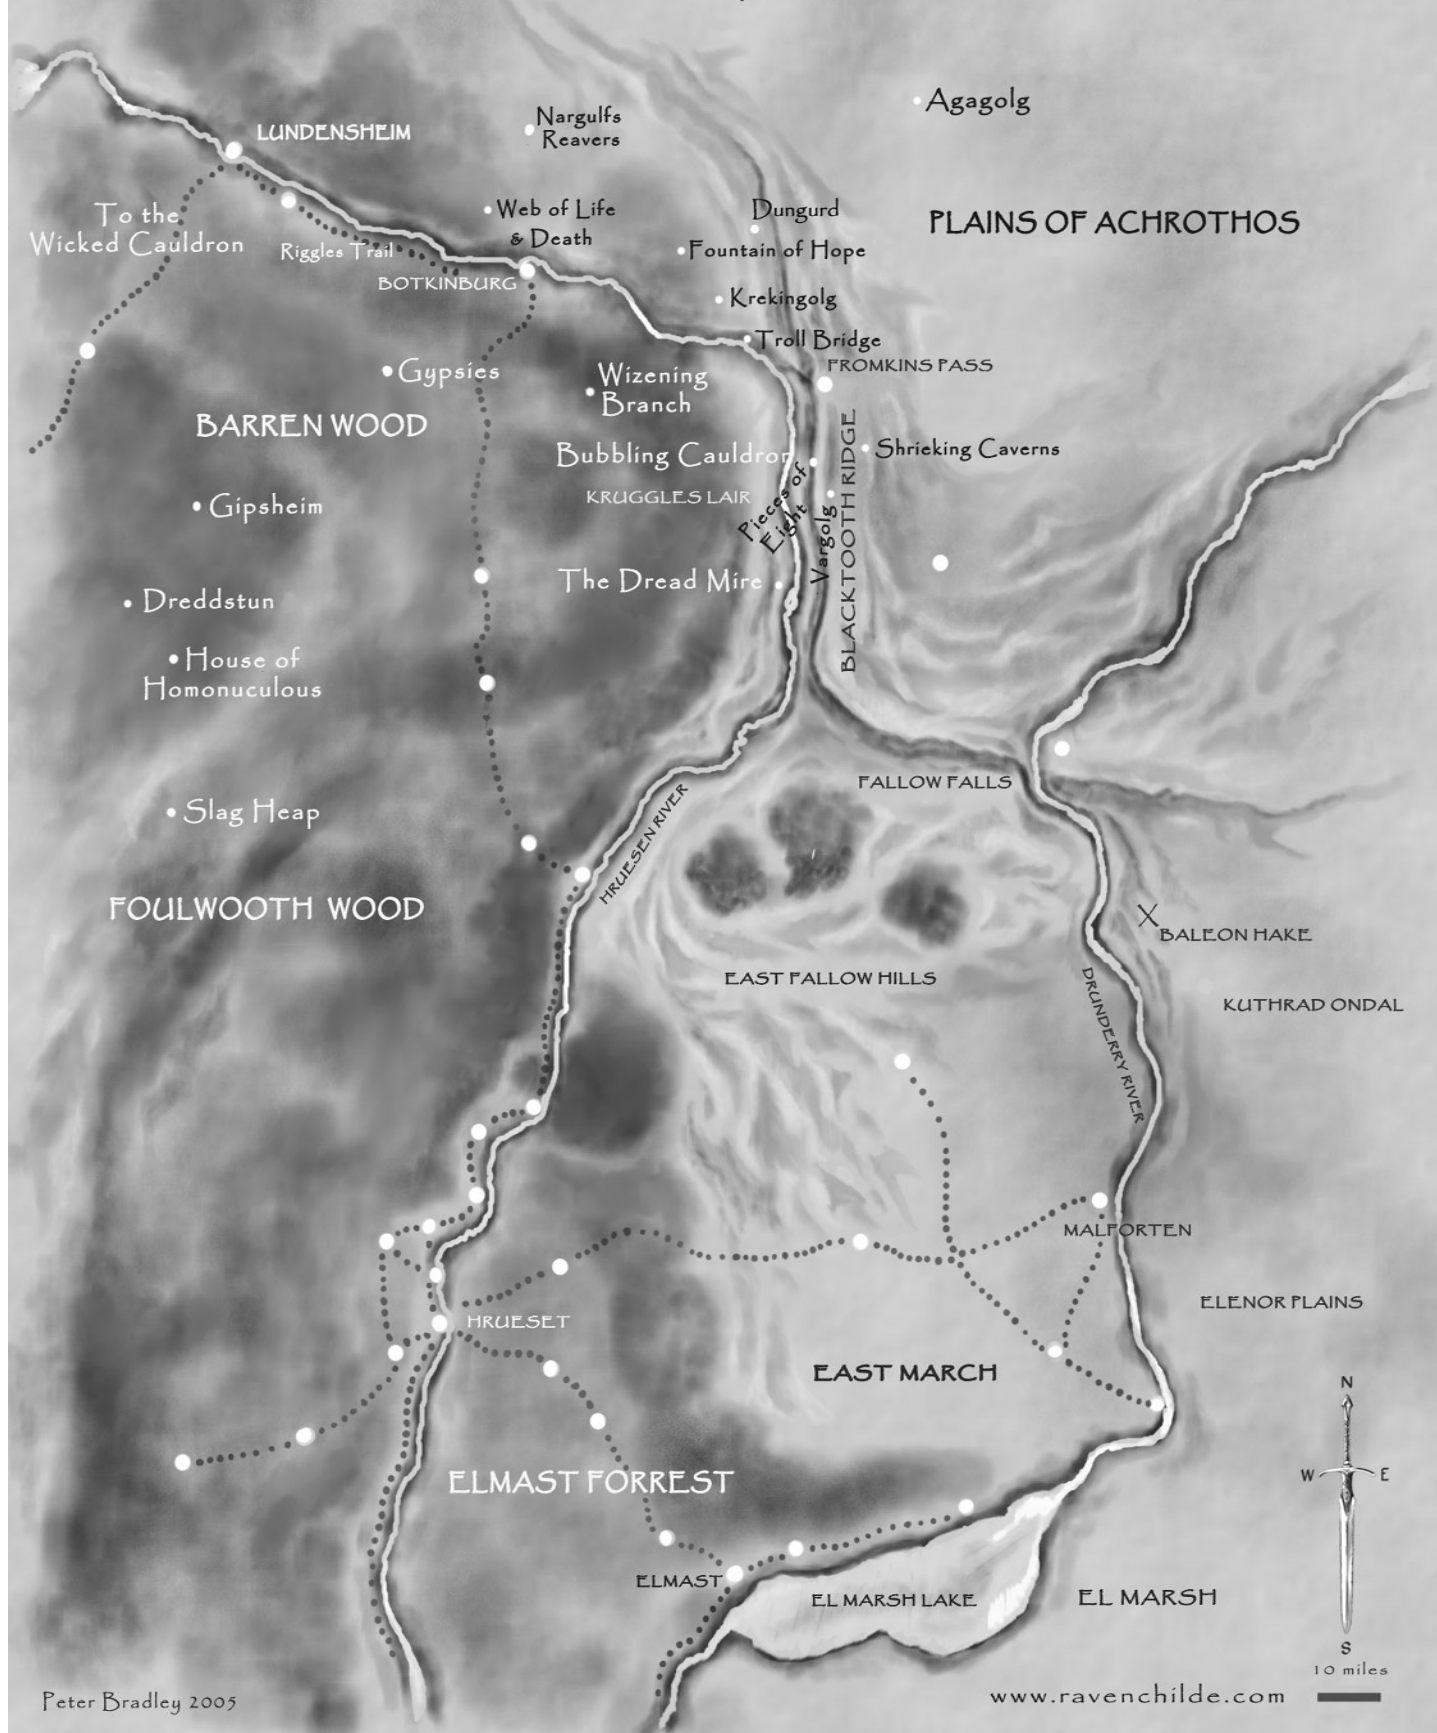 Agagolg
Nargulfs
Reavers
LUNDENSHEIM
Web of Life
& Death
Dungurd
To the
Wicked Cauldron
PLAINS OF ACHROTHOS
Riggles Trail
Fountain of Hope
BOTKINBURG
Krekingolg
Troll Bridge
FROMKINS PASS
Gypsies
Wizening
Branch
BARREN WOOD
Bubbling Cauldron
Shrieking Caverns
KRUGGLES LAIR
Pieces of
Eight
Vargolg
BLACKTOOTH RIDGE
Gipsheim
The Dread Mire
Dreddstun
House of
Homonuculous
FALLOW FALLS
Slag Heap
HRUESEN RIVER
FOULWOOTH WOOD
X
BALEON HAKE
EAST FALLOW HILLS
KUTHRAD ONDAL
DRUNDERRY RIVER
MALFORTEN
ELENOR PLAINS
HRUESET
EAST MARCH
N
W E
ELMAST FORREST
ELMAST
EL MARSH LAKE
EL MARSH
S
10 miles
Peter Bradley 2005
www.ravenchilde.com